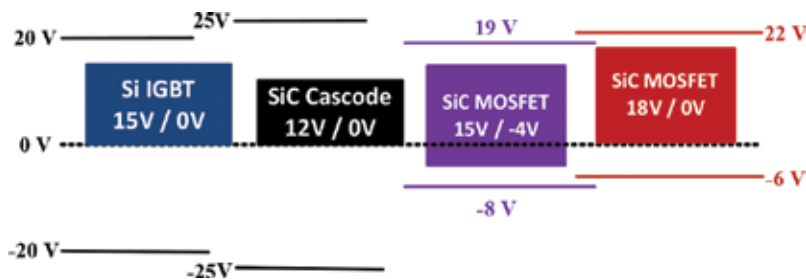 25V
20 V
19 V
22 V
Si IGBT
15V / 0V
SiC Cascode
12V / 0V
SiC MOSFET
15V / -4V
SiC MOSFET
18V / 0V
0 V
-6 V
-8 V
-20 V
-25V